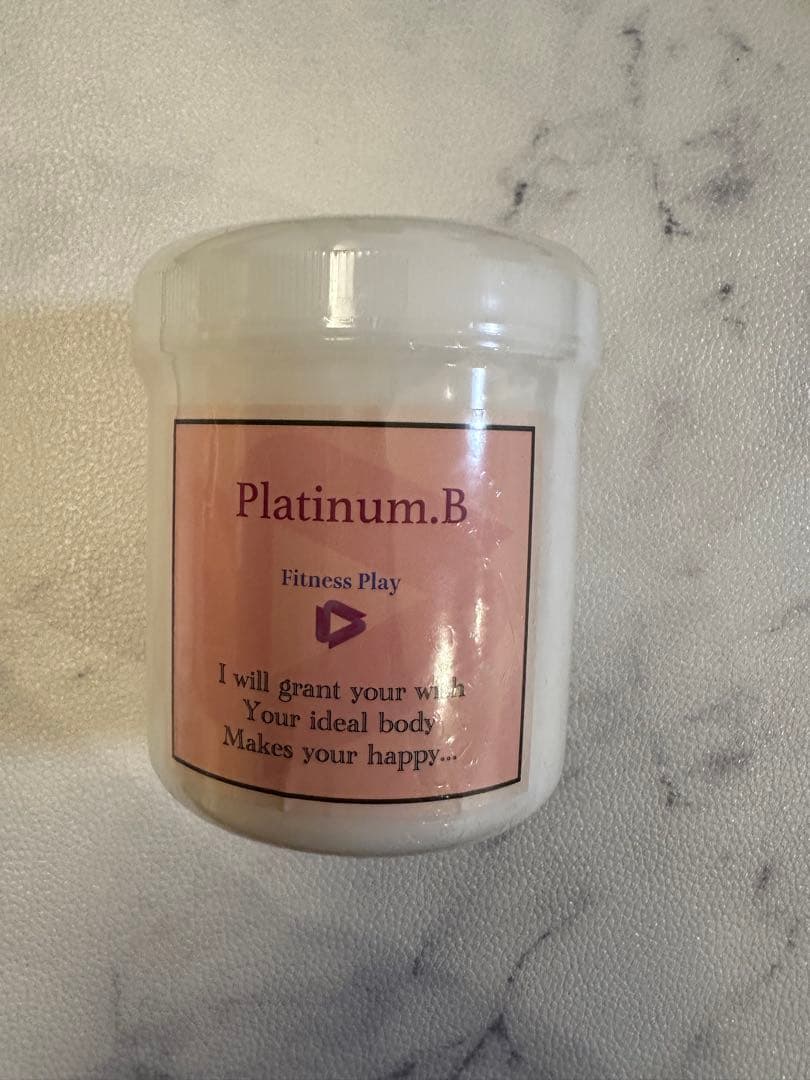 Platinum.B
Fitness Play
I will grant your wish
Your ideal body
Makes your happy...